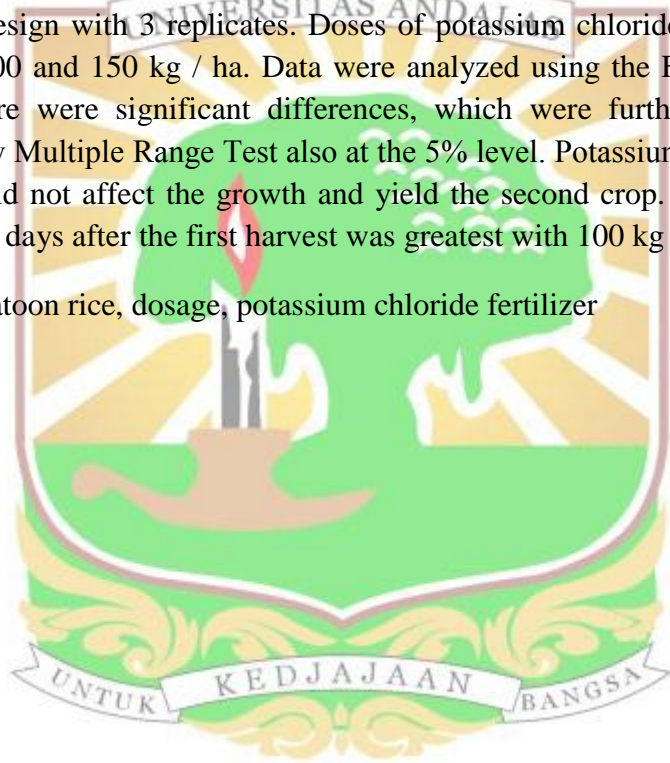 esign with 3 replicates. Doses of potassium chloride
UNIVERSITAS ANDALAS
00 and 150 kg / ha. Data were analyzed using the
re were significant differences, which were furth
Multiple Range Test also at the 5% level. Potassium
d not affect the growth and yield the second crop.
days after the first harvest was greatest with 100 kg
atoon rice, dosage, potassium chloride fertilizer
UNTUK KEDJAJAAN BANGSA